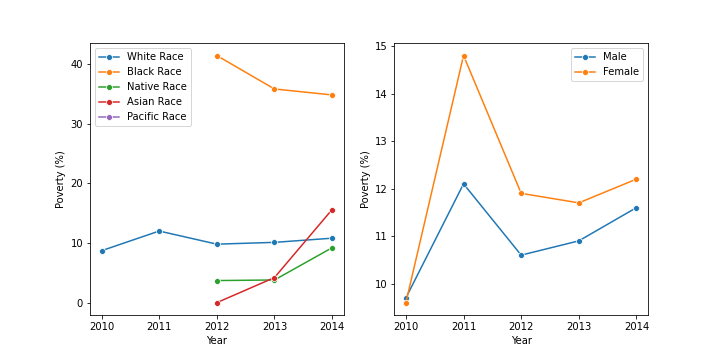 White Race
Black Race
Native Race
Asian Race
Pacific Race
40
30
20
10
0
Poverty (%)
2010 2011 2012 2013 2014
Year
Male
Female
15
14
13
12
11
10
Poverty (%)
2010 2011 2012 2013 2014
Year